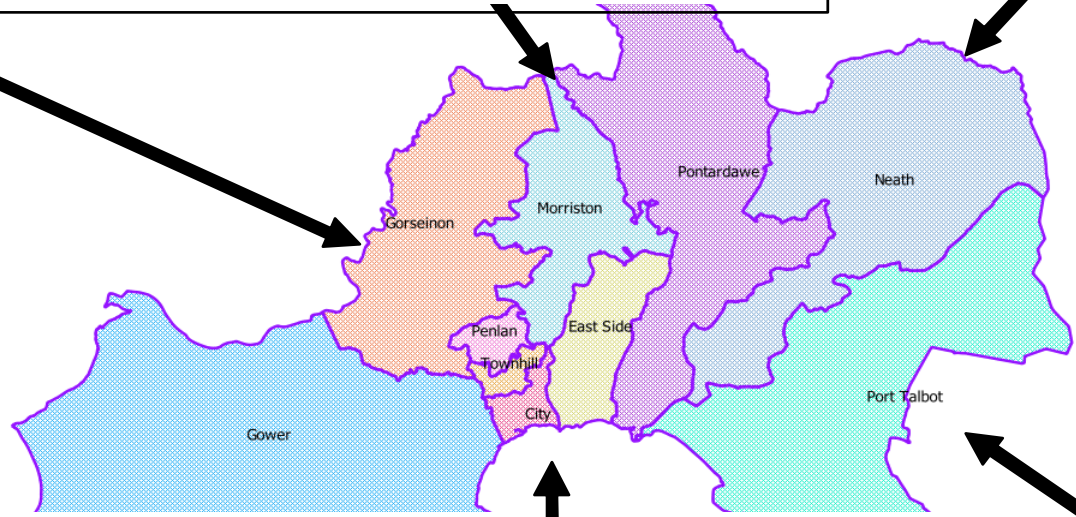 Pontardawe
Neath
Morriston
Gorseinon
East Side
Penlan
Townhill
Port Talbot
City
Gower